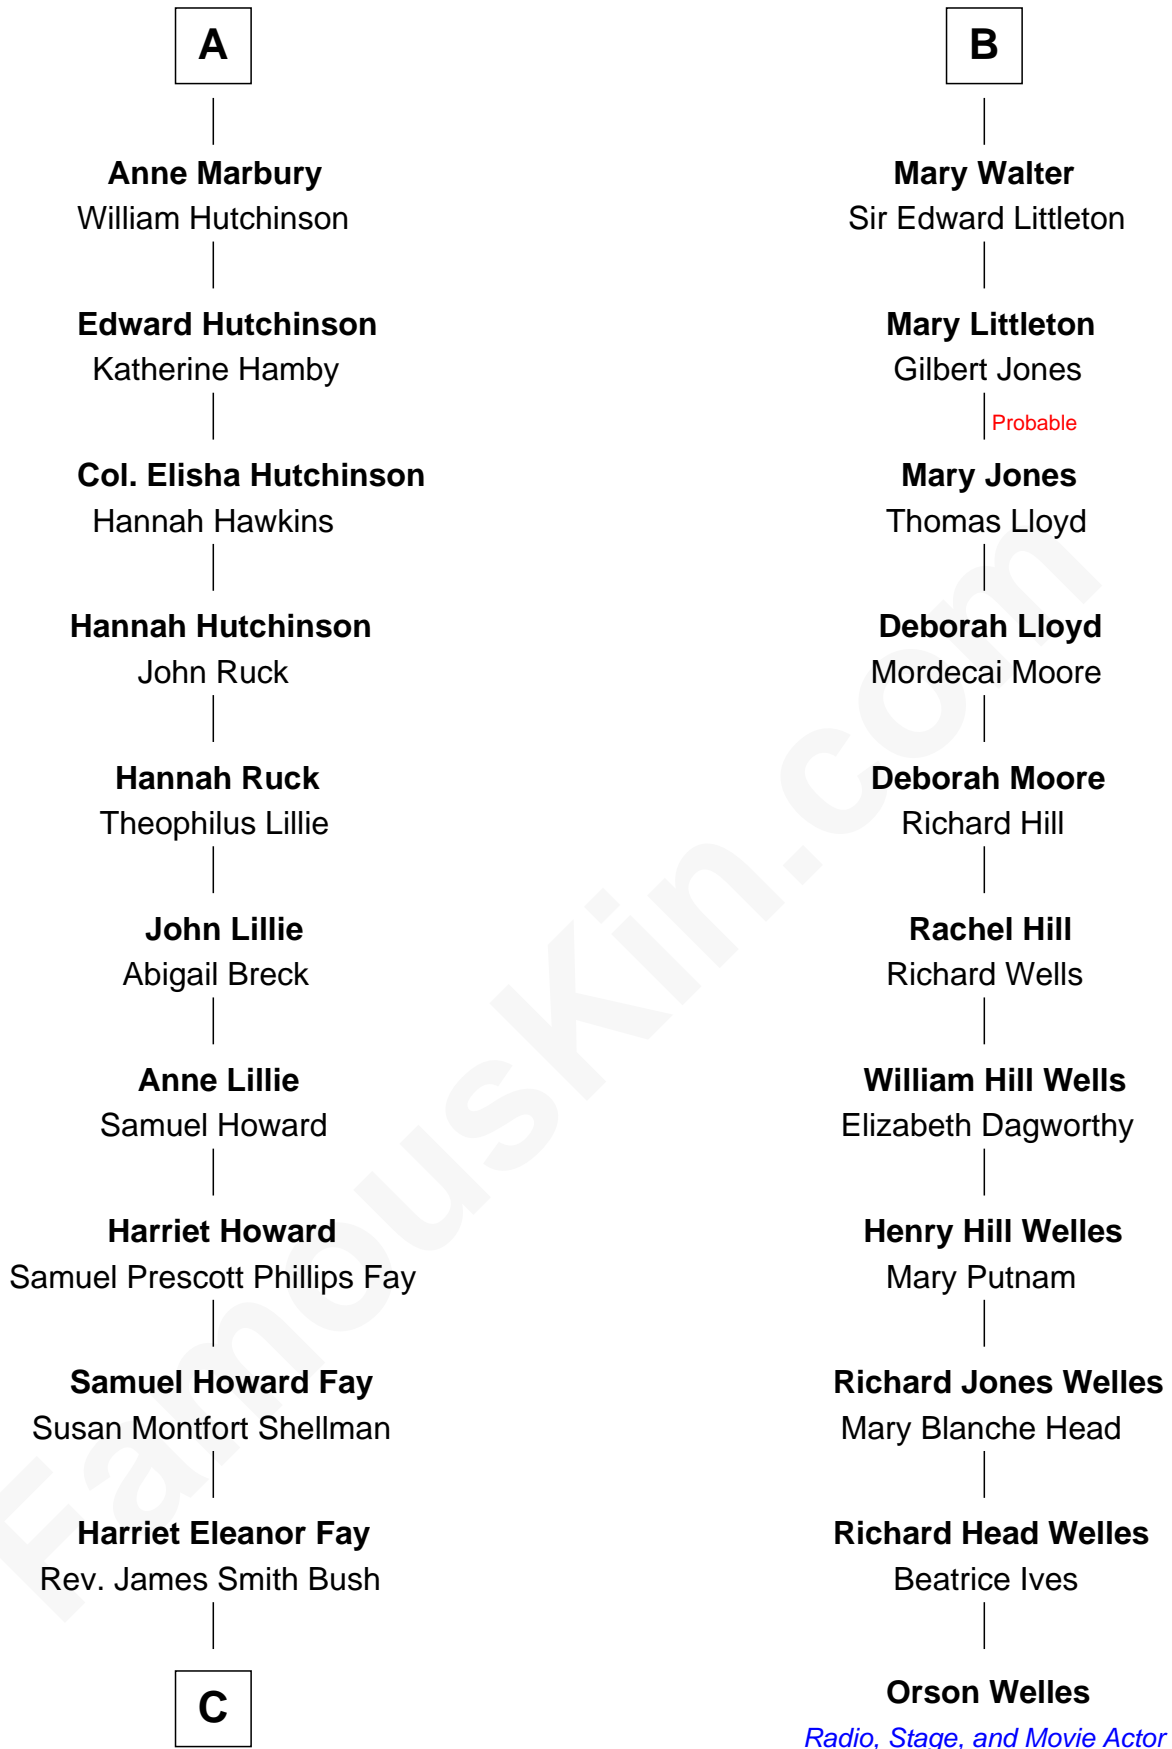 A
Anne Marbury
William Hutchinson
Edward Hutchinson
Katherine Hamby
Col. Elisha Hutchinson
Hannah Hawkins
Hannah Hutchinson
John Ruck
Hannah Ruck
Theophilus Lillie
John Lillie
Abigail Breck
Anne Lillie
Samuel Howard
Harriet Howard
Samuel Prescott Phillips Fay
Samuel Howard Fay
Susan Montfort Shellman
Harriet Eleanor Fay
Rev. James Smith Bush
C
B
Mary Walter
Sir Edward Littleton
Mary Littleton
Gilbert Jones
Probable
Mary Jones
Thomas Lloyd
Deborah Lloyd
Mordecai Moore
Deborah Moore
Richard Hill
Rachel Hill
Richard Wells
William Hill Wells
Elizabeth Dagworthy
Henry Hill Welles
Mary Putnam
Richard Jones Welles
Mary Blanche Head
Richard Head Welles
Beatrice Ives
Orson Welles
Radio, Stage, and Movie Actor
FamousKin.com